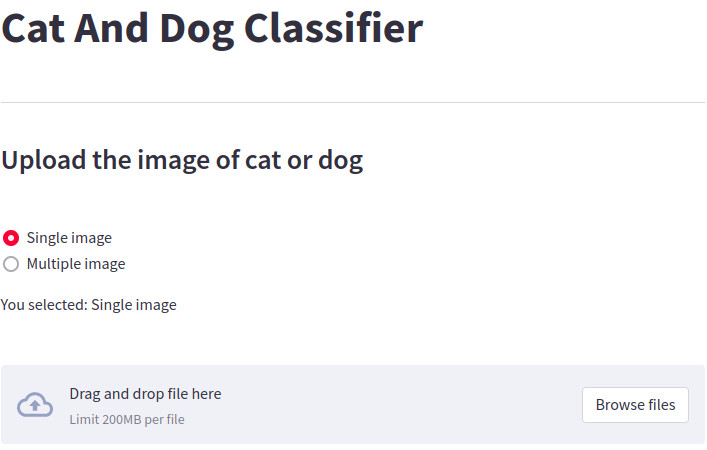 Cat And Dog Classifier
Upload the image of cat or dog
Single image
Multiple image
You selected: Single image
Drag and drop file here
Limit 200MB per file
Browse files